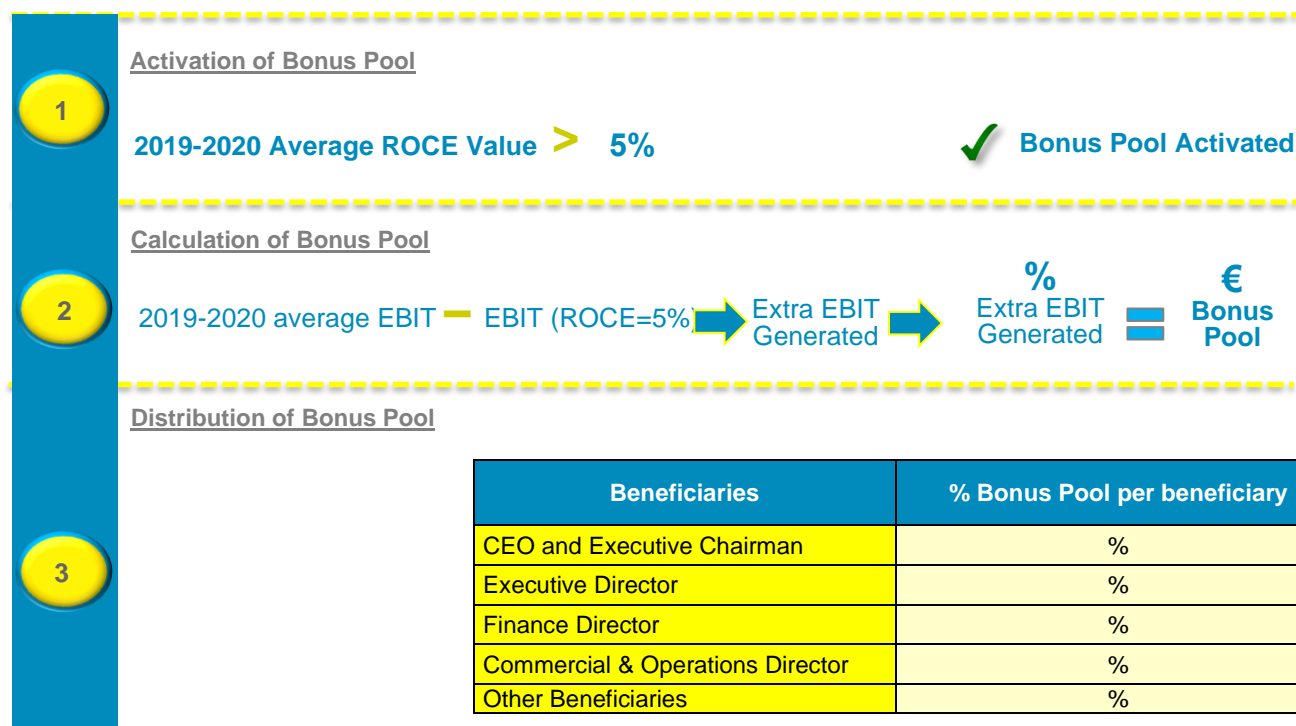 Activation of Bonus Pool
1
2019-2020 Average ROCE Value > 5%
Bonus Pool Activated
Calculation of Bonus Pool
2
2019-2020 average EBIT − EBIT (ROCE=5%)
Extra EBIT
Generated
%
Extra EBIT
Generated
=
€
Bonus
Pool
Distribution of Bonus Pool
3
Beneficiaries % Bonus Pool per beneficiary
CEO and Executive Chairman %
Executive Director %
Finance Director %
Commercial & Operations Director %
Other Beneficiaries %